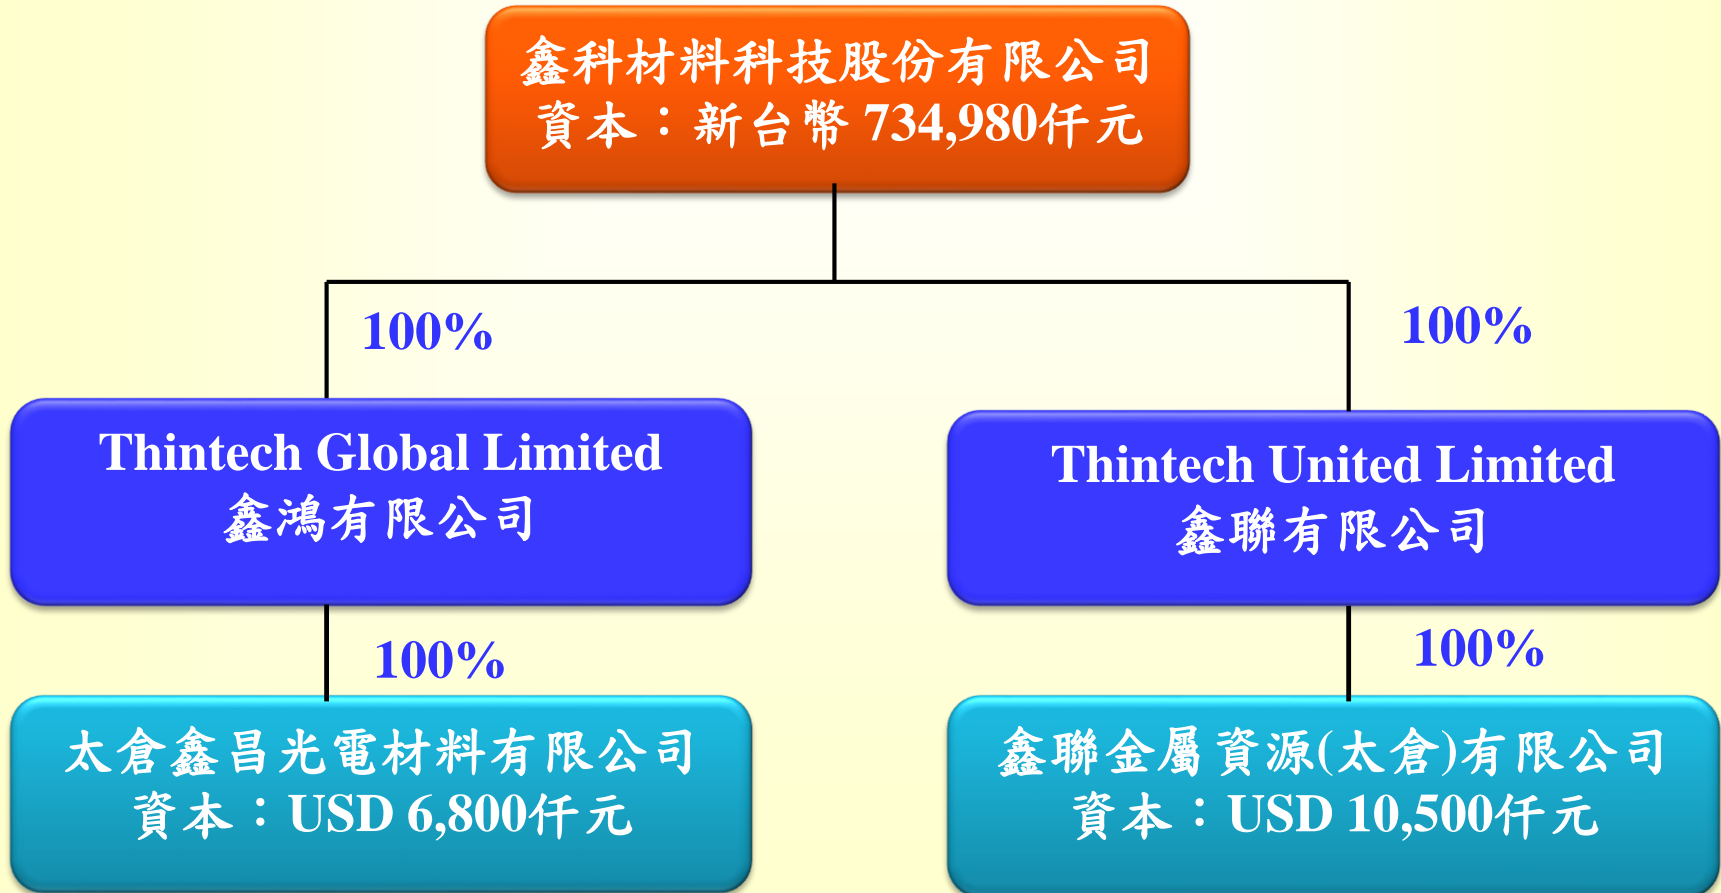 鑫科材料科技股份有限公司
資本：新台幣 734,980仟元
100%
100%
Thintech Global Limited
鑫鴻有限公司
Thintech United Limited
鑫聯有限公司
100%
100%
太倉鑫昌光電材料有限公司
資本：USD 6,800仟元
鑫聯金屬資源(太倉)有限公司
資本：USD 10,500仟元